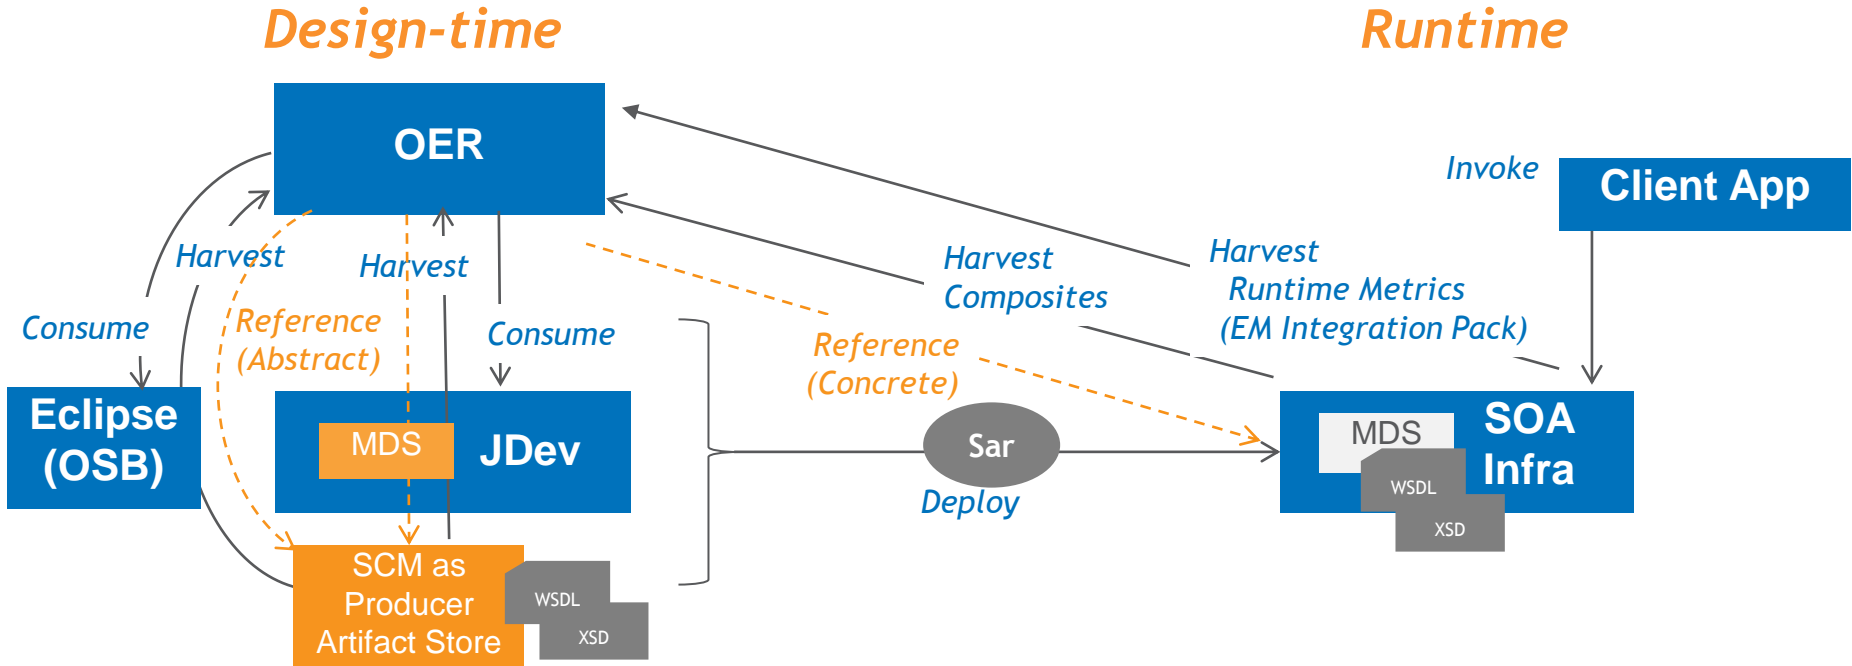 Design-time
Runtime
OER
Invoke
Client App
Harvest
Harvest
Harvest
Composites
Harvest
Runtime Metrics
(EM Integration Pack)
Consume
Reference
(Abstract)
Consume
Reference
(Concrete)
Eclipse
(OSB)
MDS
JDev
Sar
Deploy
MDS
SOA
Infra
WSDL
XSD
SCM as
Producer
Artifact Store
WSDL
XSD